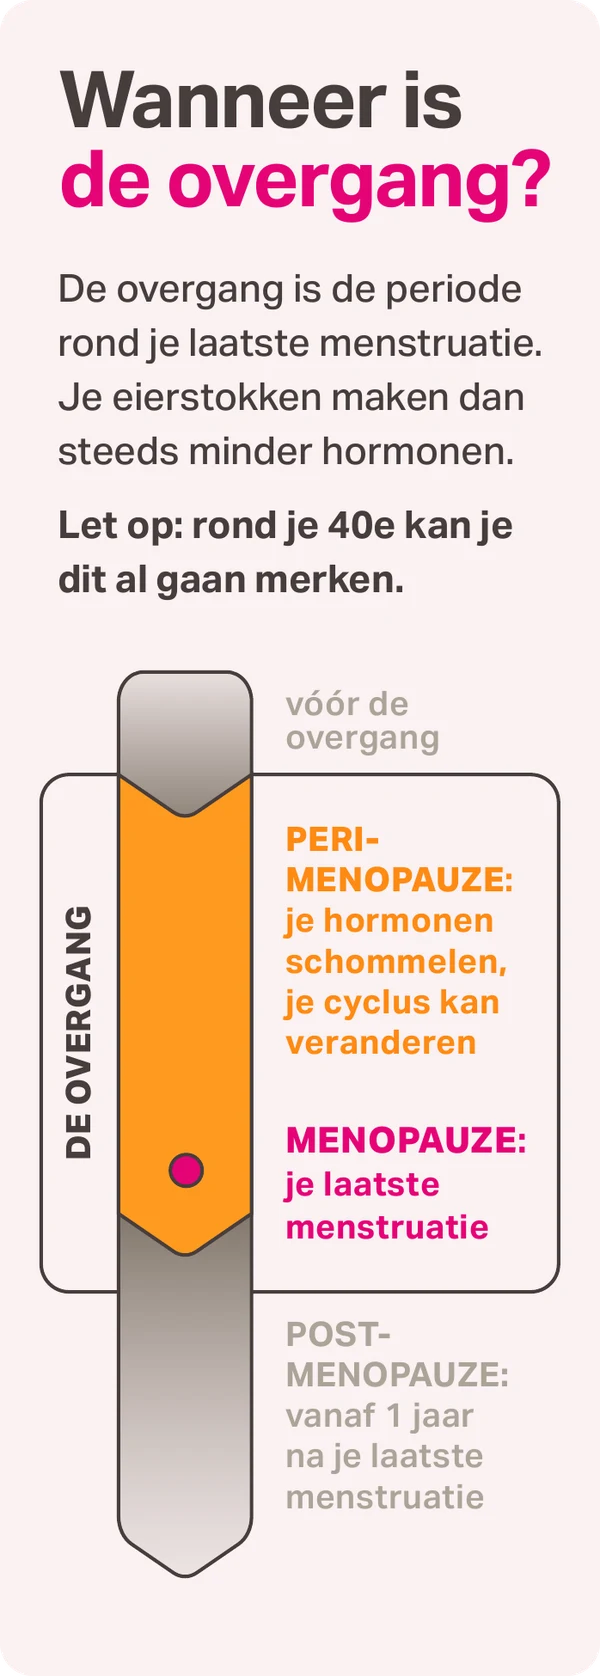 Wanneer is
de overgang?
De overgang is de periode
rond je laatste menstruatie.
Je eierstokken maken dan
steeds minder hormonen.
Let op: rond je 40e kan je
dit al gaan merken.
vóór de
overgang
DE OVERGANG
PERI-
MENOPAUZE:
je hormonen
schommelen,
je cyclus kan
veranderen
MENOPAUZE:
je laatste
menstruatie
POST-
MENOPAUZE:
vanaf 1 jaar
na je laatste
menstruatie